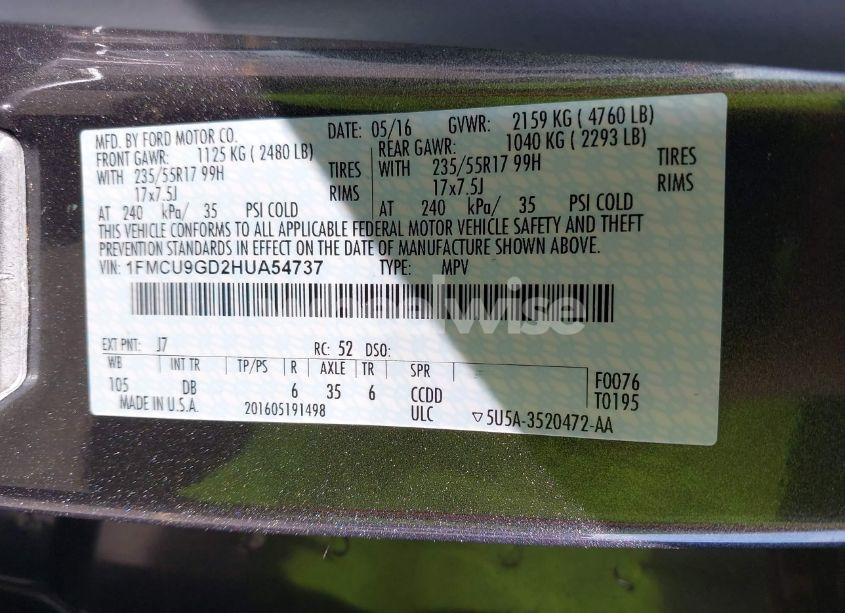 MFD. BY FORD MOTOR CO. DATE: 05/16 GVWR: 2159 KG ( 4760 LB)
FRONT GAWR: 1125 KG ( 2480 LB) REAR GAWR: 1040 KG ( 2293 LB)
WITH 235/55R17 99H TIRES WITH 235/55R17 99H TIRES
17x7.5J RIMS 17x7.5J RIMS
AT 240 kPa/ 35 PSI COLD AT 240 kPa/ 35 PSI COLD
THIS VEHICLE CONFORMS TO ALL APPLICABLE FEDERAL MOTOR VEHICLE SAFETY AND THEFT
PREVENTION STANDARDS IN EFFECT ON THE DATE OF MANUFACTURE SHOWN ABOVE.
VIN: 1FMCU9GD2HUA54737 TYPE: MPV
EXT PNT: J7 RC: 52 DSO:
WB INT TR TP/PS R AXLE TR SPR
105 DB 6 35 6 CCDD F0076
MADE IN U.S.A. 201605191498 ULC ▽5U5A-3520472-AA T0195